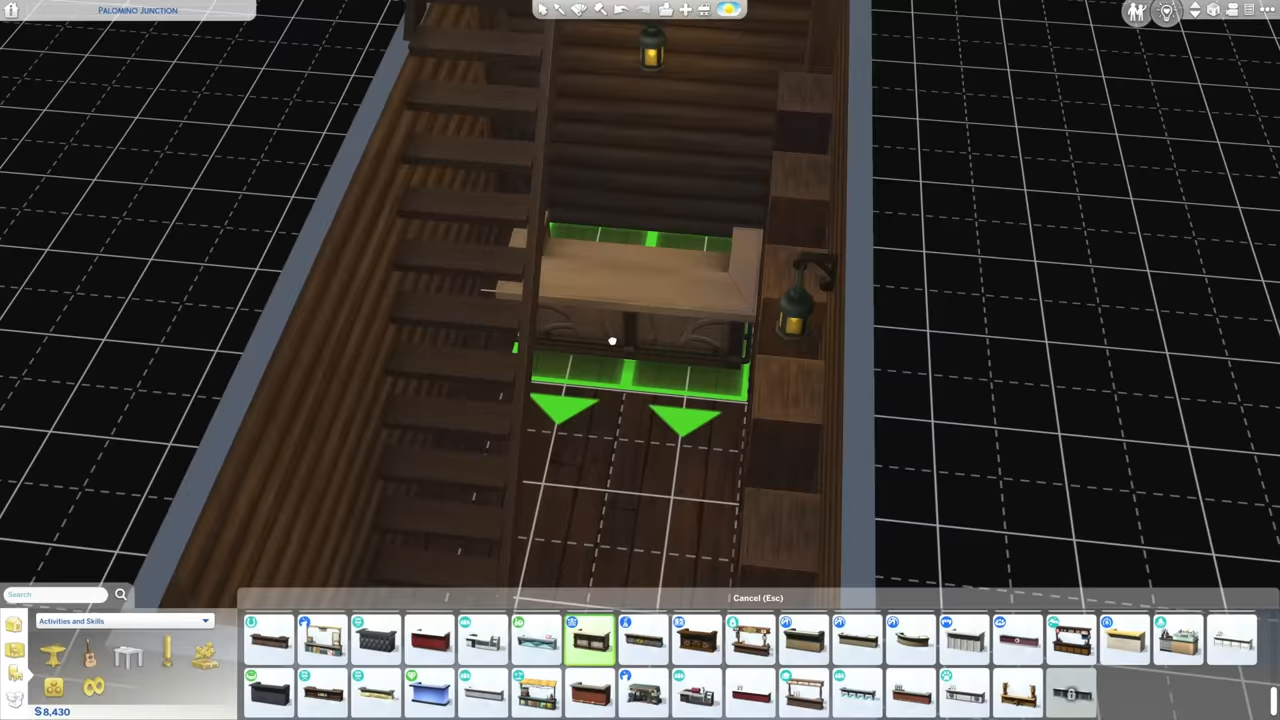 PALOMINO JUNCTION
Cancel (Esc)
Search
Activities and Skills
§8,430